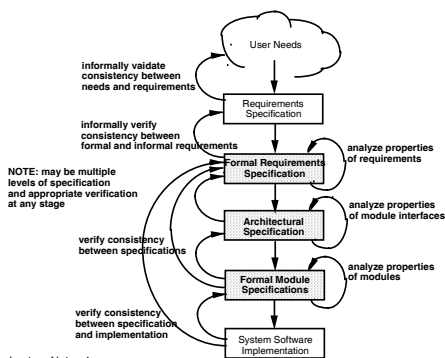 User Needs
informally vaidate
consistency between
needs and requirements
Requirements
Specification
informally verify
consistency between
formal and informal requirements
Formal Requirements
Specification
analyze properties
of requirements
NOTE: may be multiple
levels of specification
and appropriate verification
at any stage
Architectural
Specification
analyze properties
of module interfaces
verify consistency
between specifications
Formal Module
Specifications
analyze properties
of modules
verify consistency
between specification
and implementation
System Software
Implementation